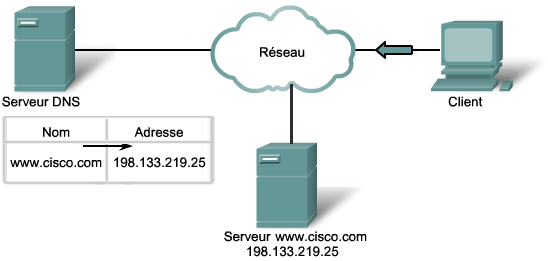 Réseau
Serveur DNS
Client
Nom Adresse
www.cisco.com 198.133.219.25
Serveur www.cisco.com
198.133.219.25